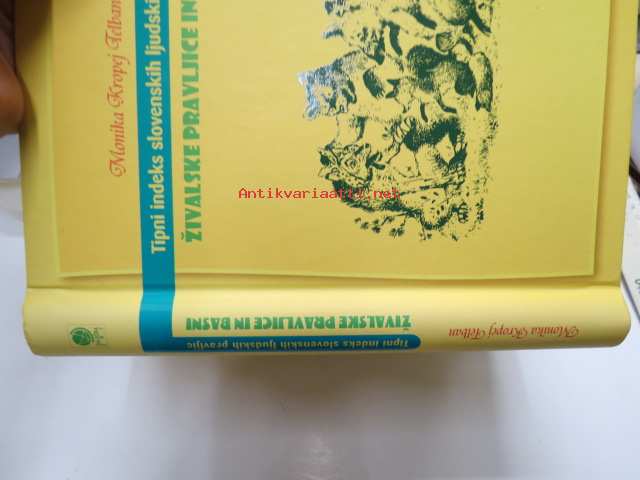 Monika Kropej Telban
Tipni indeks slovenskih ljudski
ŽIVALSKE PRAVLJICE IN
Antikvariaatti.net
Monika Kropej Telban
Tipni indeks slovenskih ljudskih pravljic
ŽIVALSKE PRAVLJICE IN BASNI